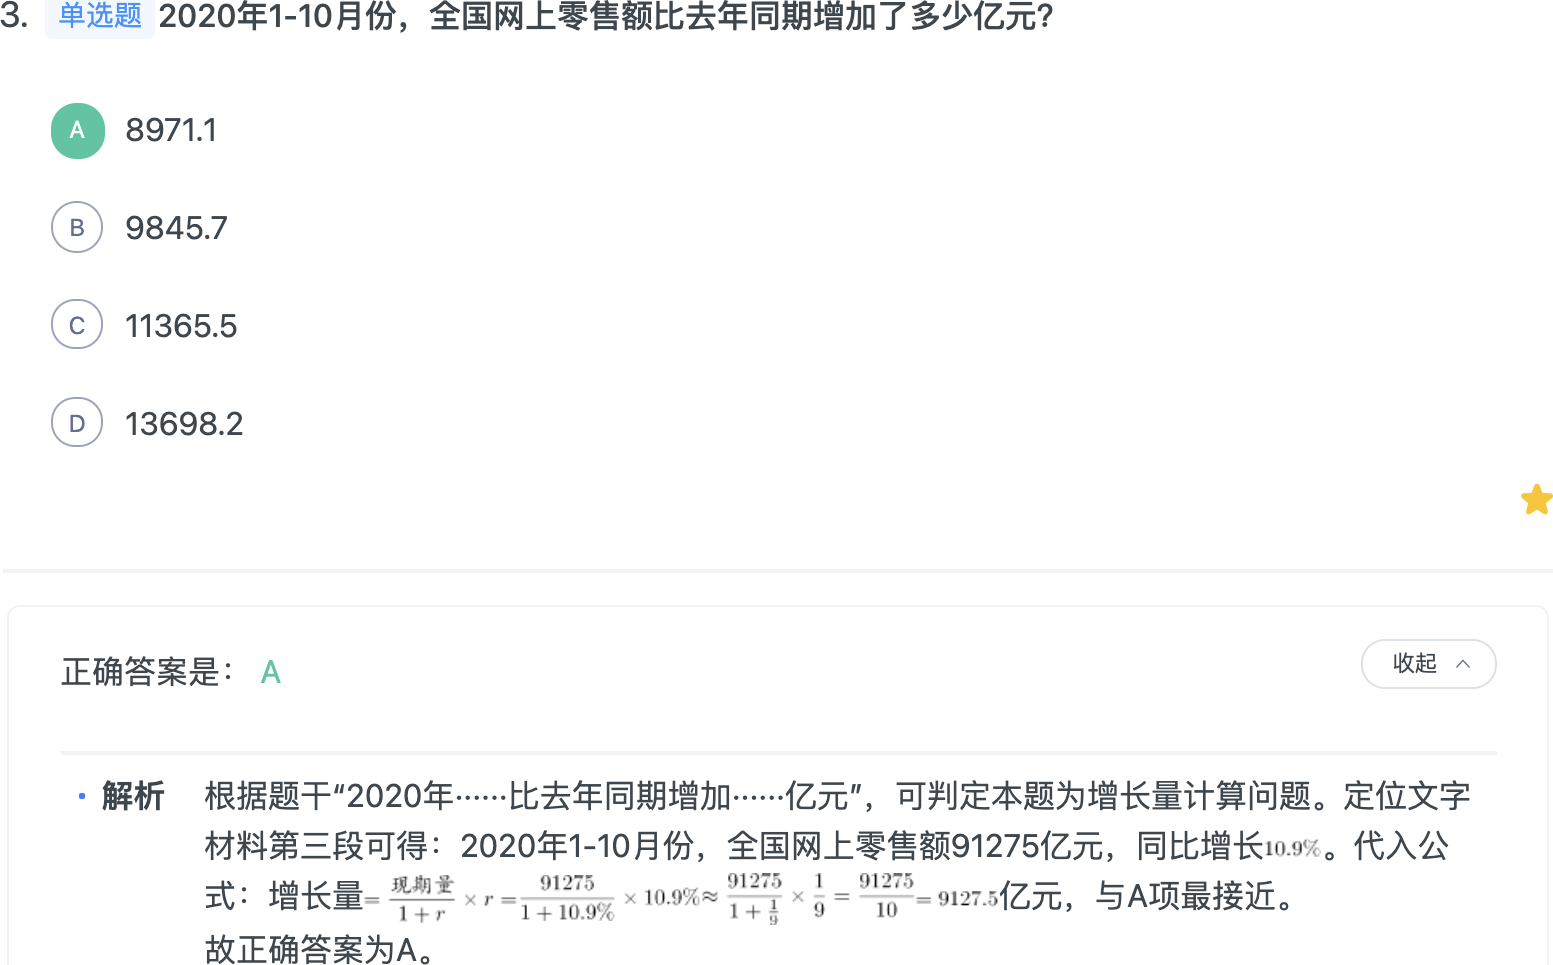 3. 单选题 2020年1-10月份，全国网上零售额比去年同期增加了多少亿元?
A 8971.1
B 9845.7
C 11365.5
D 13698.2
正确答案是： A
收起
· 解析 根据题干“2020年……比去年同期增加……亿元”，可判定本题为增长量计算问题。定位文字
材料第三段可得：2020年1-10月份，全国网上零售额91275亿元，同比增长10.9%。代入公
式：增长量= \frac{现期量}{1+r} × r = \frac{91275}{1+10.9%} × 10.9% ≈ \frac{91275}{1+\frac{1}{9}} × \frac{1}{9} = \frac{91275}{10} = 9127.5亿元，与A项最接近。
故正确答案为A。